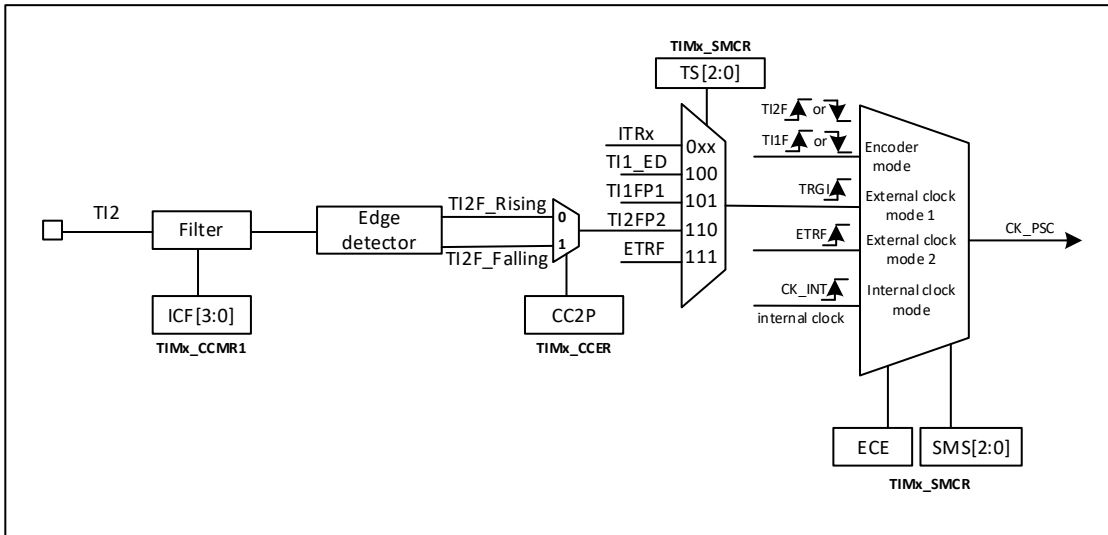 TIMx_SMCR
TS[2:0]
ITRx
TI1_ED
TI1FP1
TI2FP2
ETRF
0xx
100
101
110
111
TI2
Filter
ICF[3:0]
TIMx_CCMR1
Edge
detector
TI2F_Rising
TI2F_Falling
0
1
CC2P
TIMx_CCER
TI2F or
TI1F or
Encoder
mode
TRGI
External clock
mode 1
ETRF
External clock
mode 2
CK_INT
internal clock
Internal clock
mode
CK_PSC
ECE
SMS[2:0]
TIMx_SMCR